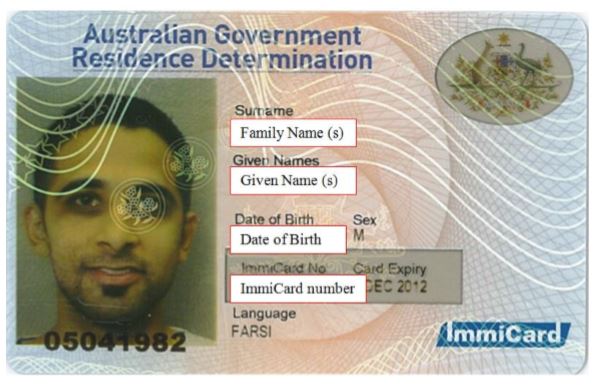 Australian Government
Residence Determination
Surname
Family Name (s)
Given Names
Given Name (s)
Date of Birth Sex
Date of Birth M
ImmiCard No Card Expiry
ImmiCard number DEC 2012
Language
FARSI
05041982 ImmiCard